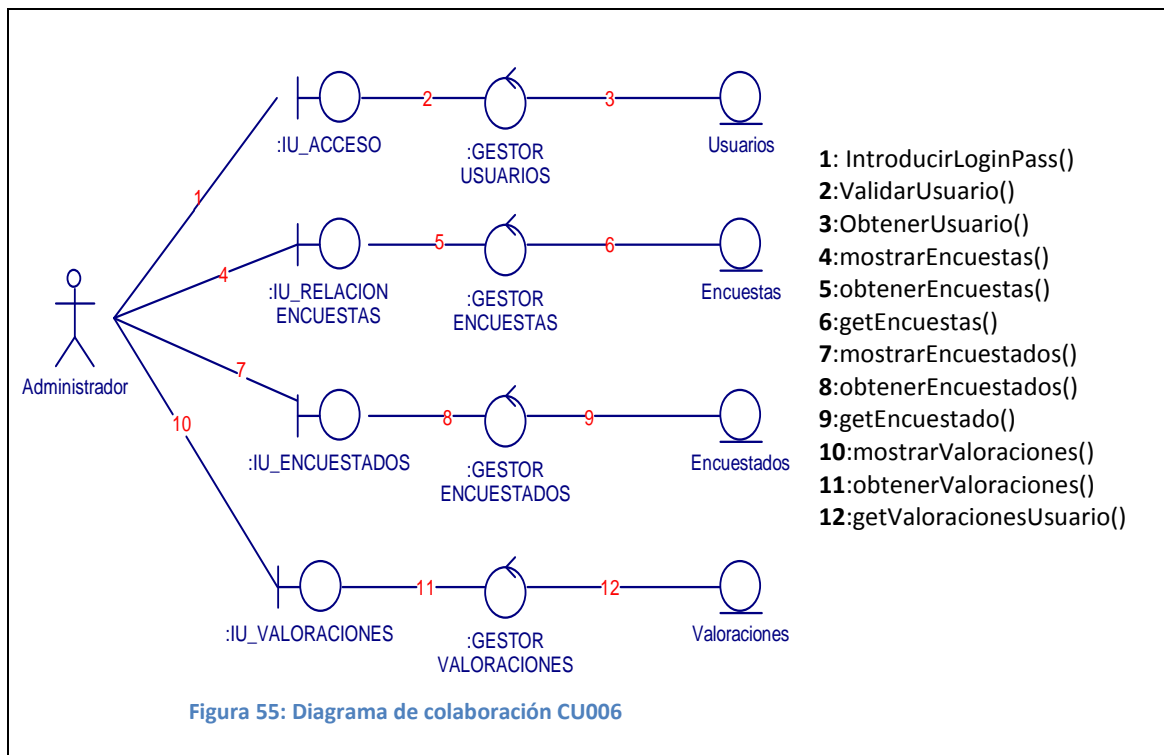 2
3
:IU_ACCESO
:GESTOR
USUARIOS
Usuarios
1
5
6
4
:IU_RELACION
ENCUESTAS
:GESTOR
ENCUESTAS
Encuestas
Administrador
7
8
9
10
:IU_ENCUESTADOS
:GESTOR
ENCUESTADOS
Encuestados
11
12
:IU_VALORACIONES
:GESTOR
VALORACIONES
Valoraciones
1: IntroducirLoginPass()
2:ValidarUsuario()
3:ObtenerUsuario()
4:mostrarEncuestas()
5:obtenerEncuestas()
6:getEncuestas()
7:mostrarEncuestados()
8:obtenerEncuestados()
9:getEncuestado()
10:mostrarValoraciones()
11:obtenerValoraciones()
12:getValoracionesUsuario()
Figura 55: Diagrama de colaboración CU006